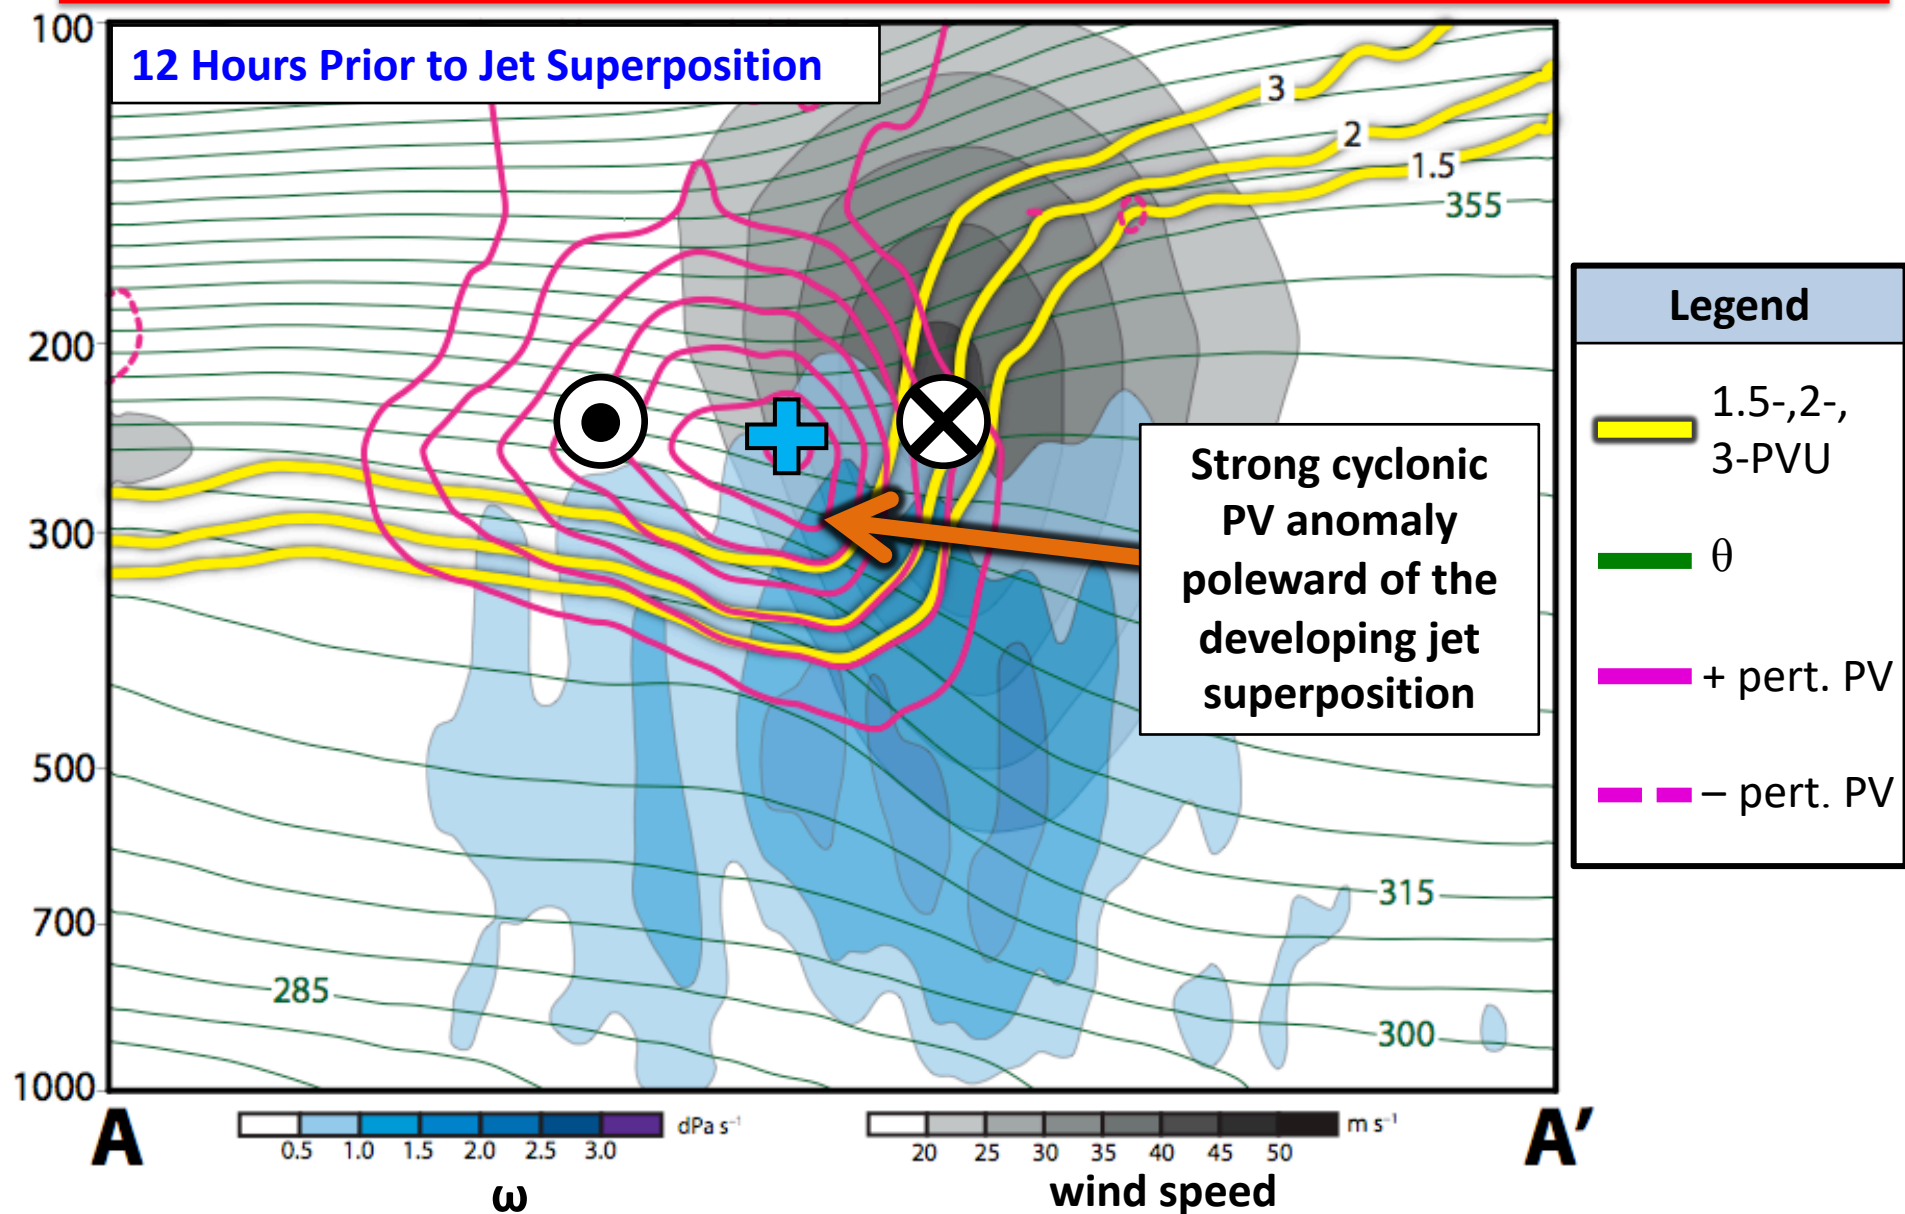 100
12 Hours Prior to Jet Superposition
3
2
1.5
355
200
300
500
700
1000
285
315
300
Strong cyclonic
PV anomaly
poleward of the
developing jet
superposition
Legend
1.5-,2-,
3-PVU
θ
+ pert. PV
– pert. PV
A
A′
0.5 1.0 1.5 2.0 2.5 3.0
dPa s⁻¹
ω
20 25 30 35 40 45 50
m s⁻¹
wind speed